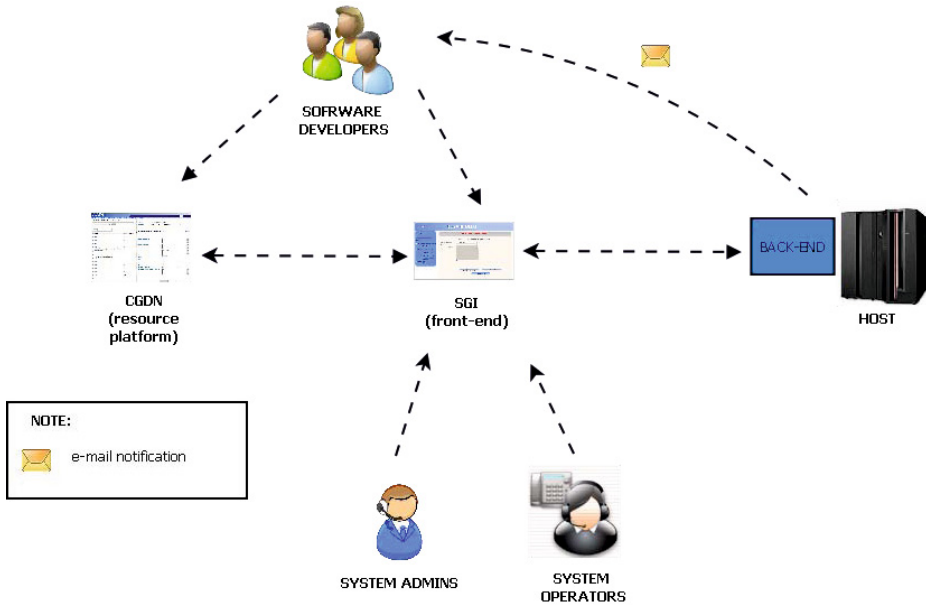 SOFRWARE
DEVELOPERS
BACK-END
CGDN
(resource
platform)
SGI
(front-end)
HOST
NOTE:
e-mail notification
SYSTEM ADMINS
SYSTEM
OPERATORS